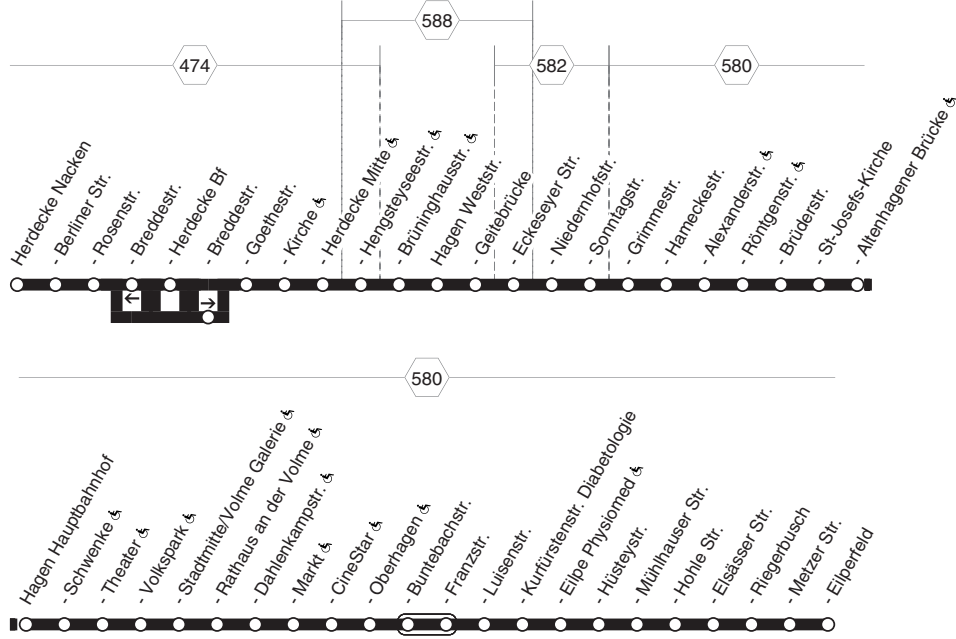 588
474
582
580
Herdecke Nacken
- Berliner Str.
- Rosenstr.
- Breddestr.
- Herdecke Bf
- Breddestr.
- Goethestr.
- Kirche
- Herdecke Mitte
- Hengsteyseestr.
- Brüninghausstr.
Hagen Weststr.
- Geitebrücke
- Eckeseyer Str.
- Niedernhofstr.
- Sonntagstr.
- Grimmestr.
- Hameckestr.
- Alexanderstr.
- Röntgenstr.
- Brüderstr.
- St-Josefs-Kirche
- Altenhagener Brücke
580
Hagen Hauptbahnhof
- Schwenke
- Theater
- Volkspark
- Stadtmitte/Volme Galerie
- Rathaus an der Volme
- Dahlenkampstr.
- Markt
- CineStar
- Oberhagen
- Buntebachstr.
- Franzstr.
- Luisenstr.
- Kurfürstenstr. Diabetologie
- Eilpe Physiomed
- Hüsteystr.
- Mühlhauser Str.
- Hohle Str.
- Elsässer Str.
- Riegerbusch
- Metzer Str.
- Eilperfeld